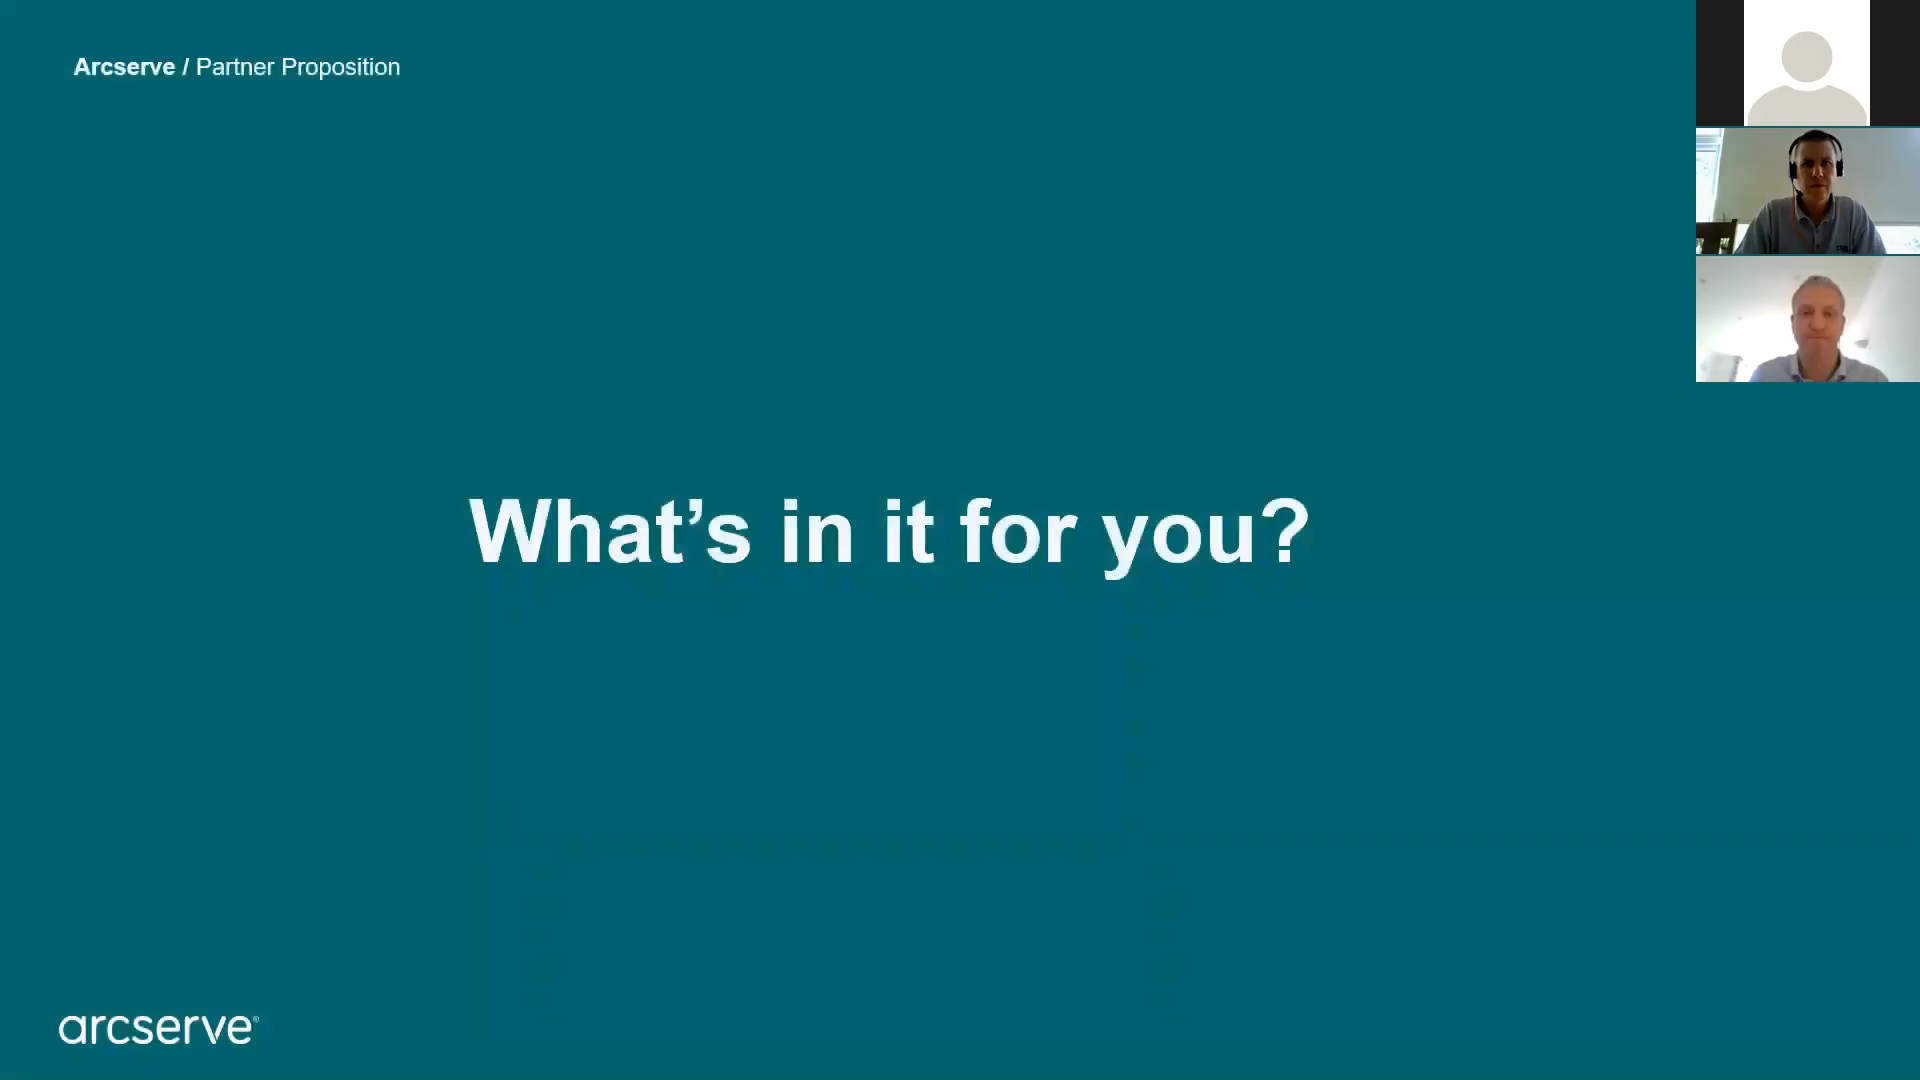 Arcserve / Partner Proposition
What’s in it for you?
arcserve®